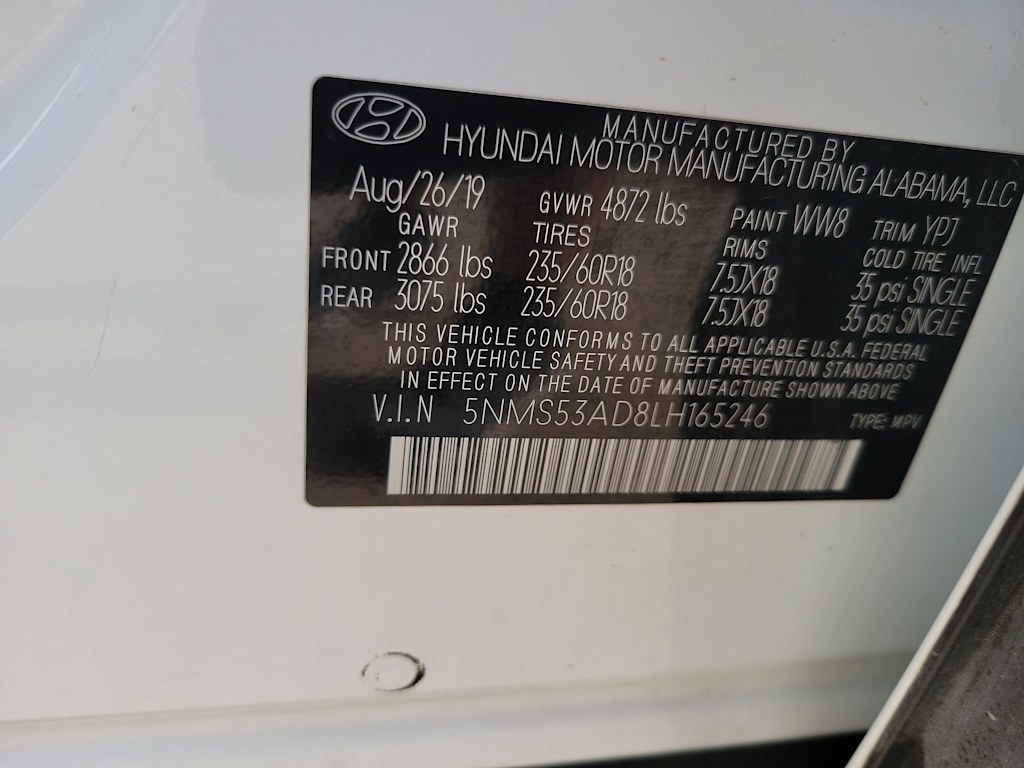 MANUFACTURED BY
HYUNDAI MOTOR MANUFACTURING ALABAMA, LLC
Aug/26/19 GVWR 4872 lbs PAINT WW8 TRIM YPJ
GAWR TIRES RIMS COLD TIRE INFL
FRONT 2866 lbs 235/60R18 7.5JX18 35 psi SINGLE
REAR 3075 lbs 235/60R18 7.5JX18 35 psi SINGLE
THIS VEHICLE CONFORMS TO ALL APPLICABLE U.S.A. FEDERAL
MOTOR VEHICLE SAFETY AND THEFT PREVENTION STANDARDS
IN EFFECT ON THE DATE OF MANUFACTURE SHOWN ABOVE
V.I.N 5NMS53AD8LH165246 TYPE: MPV